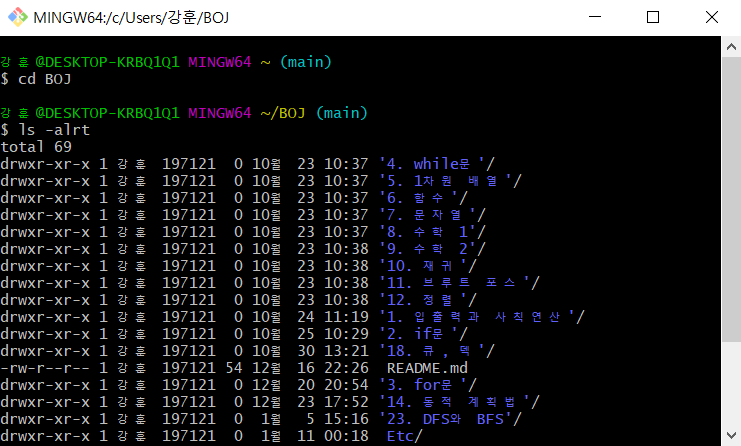 MINGW64:/c/Users/강훈/BOJ
강훈@DESKTOP-KRBQ1Q1 MINGW64 ~ (main)
$ cd BOJ
강훈@DESKTOP-KRBQ1Q1 MINGW64 ~/BOJ (main)
$ ls -alrt
total 69
drwxr-xr-x 1 강훈 197121  0 10월  23 10:37 '4. while문'/
drwxr-xr-x 1 강훈 197121  0 10월  23 10:37 '5. 1차원 배열'/
drwxr-xr-x 1 강훈 197121  0 10월  23 10:37 '6. 함수'/
drwxr-xr-x 1 강훈 197121  0 10월  23 10:37 '7. 문자열'/
drwxr-xr-x 1 강훈 197121  0 10월  23 10:37 '8. 수학 1'/
drwxr-xr-x 1 강훈 197121  0 10월  23 10:38 '9. 수학 2'/
drwxr-xr-x 1 강훈 197121  0 10월  23 10:38 '10. 재귀'/
drwxr-xr-x 1 강훈 197121  0 10월  23 10:38 '11. 브루트 포스'/
drwxr-xr-x 1 강훈 197121  0 10월  23 10:38 '12. 정렬'/
drwxr-xr-x 1 강훈 197121  0 10월  24 11:19 '1. 입출력과 사칙연산'/
drwxr-xr-x 1 강훈 197121  0 10월  25 10:29 '2. if문'/
drwxr-xr-x 1 강훈 197121  0 10월  30 13:21 '18. 큐, 덱'/
-rw-r--r-- 1 강훈 197121 54 12월  16 22:26  README.md
drwxr-xr-x 1 강훈 197121  0 12월  20 20:54 '3. for문'/
drwxr-xr-x 1 강훈 197121  0 12월  23 17:52 '14. 동적 계획법'/
drwxr-xr-x 1 강훈 197121  0  1월   5 15:16 '23. DFS와 BFS'/
drwxr-xr-x 1 강훈 197121  0  1월  11 00:18  Etc/